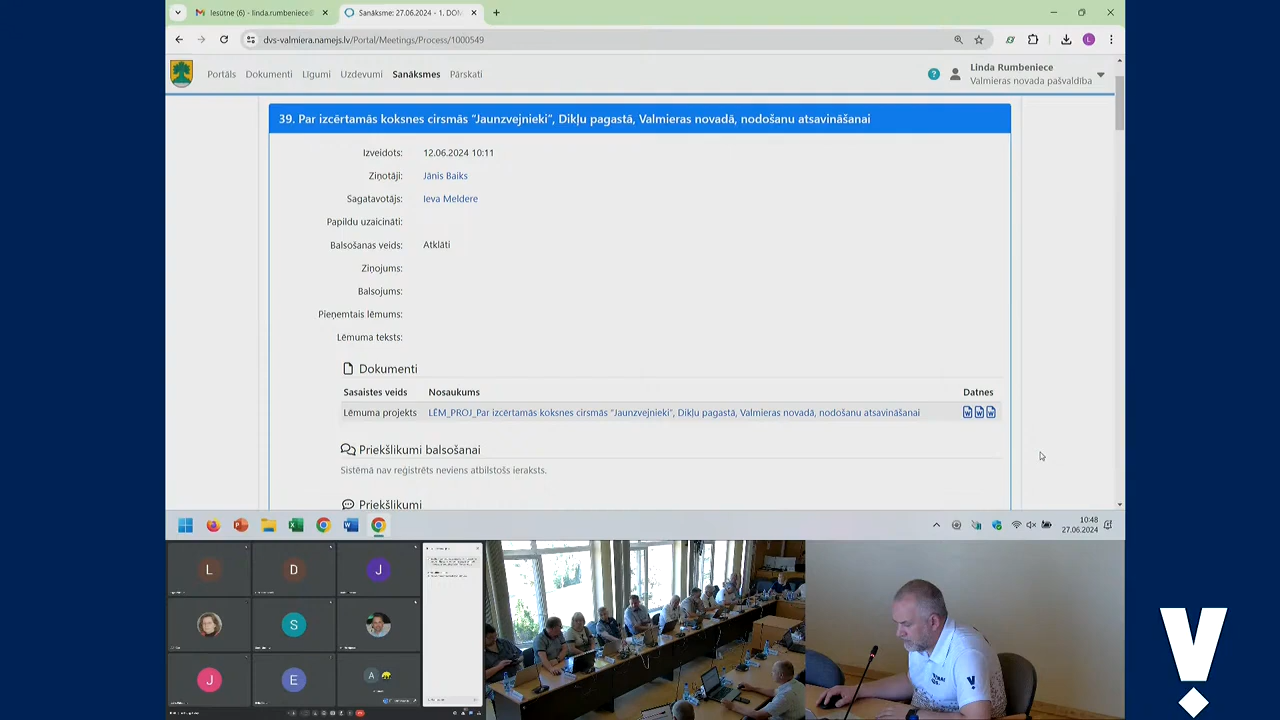 Iesūtne (6) - linda.rumbeniece@
Sanāksme: 27.06.2024 - 1. DOM
dvs-valmiera.namejs.lv/Portal/Meetings/Process/1000549
Portāls Dokumenti Līgumi Uzdevumi Sanāksmes Pārskati
Linda Rumbeniece
Valmieras novada pašvaldība
39. Par izcērtamās koksnes cirsmās "Jaunzvejnieki", Dikļu pagastā, Valmieras novadā, nodošanu atsavināšanai
Izveidots: 12.06.2024 10:11
Ziņotāji: Jānis Baiks
Sagatavotājs: Ieva Meldere
Papildu uzaicināti:
Balsošanas veids: Atklāti
Ziņojums:
Balsojums:
Pieņemtais lēmums:
Lēmuma teksts:
Dokumenti
Sasaistes veids Nosaukums Datnes
Lēmuma projekts LĒM_PROJ_Par izcērtamās koksnes cirsmās "Jaunzvejnieki", Dikļu pagastā, Valmieras novadā, nodošanu atsavināšanai
Priekšlikumi balsošanai
Sistēmā nav reģistrēts neviens atbilstošs ieraksts.
Priekšlikumi
10:48
27.06.2024
L D J
S
J E A